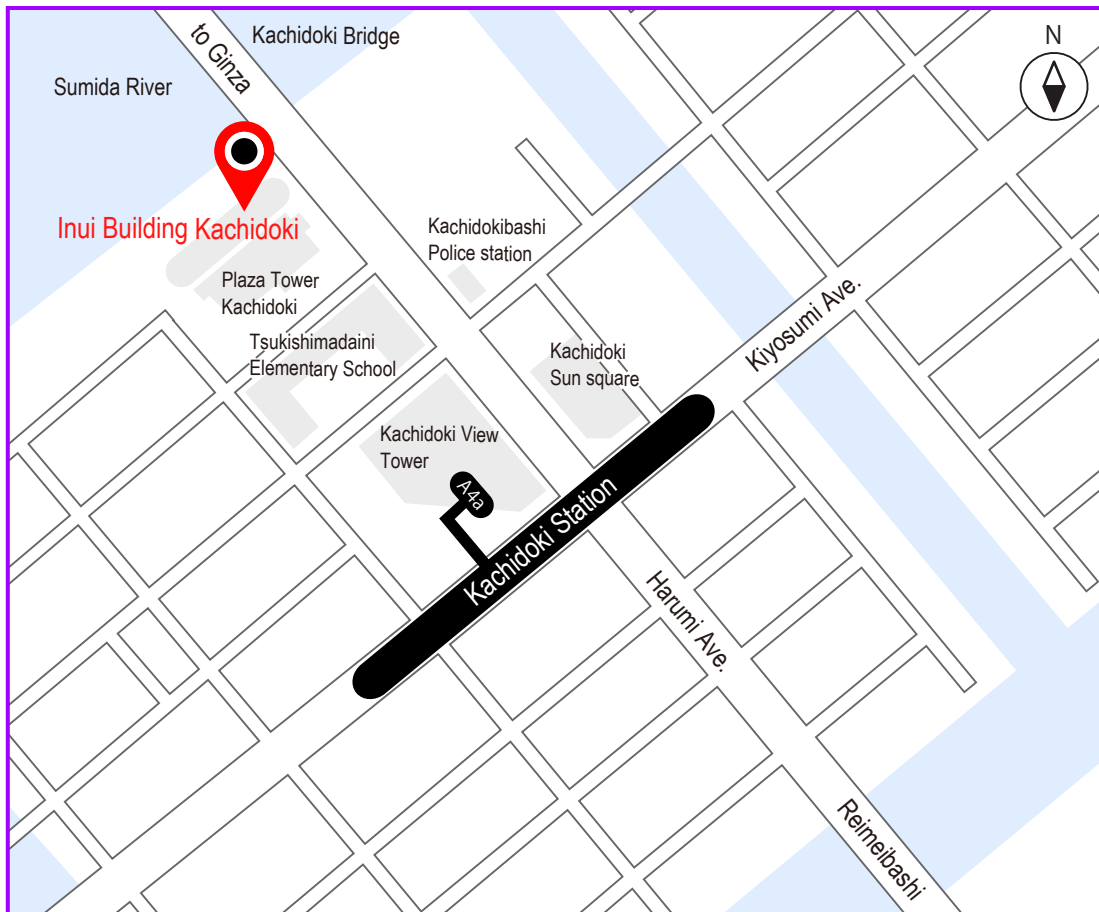 to Ginza
Kachidoki Bridge
N
Sumida River
Inui Building Kachidoki
Kachidokibashi
Police station
Plaza Tower
Kachidoki
Tsukishimadaini
Elementary School
Kachidoki
Sun square
Kiyosumi Ave.
Kachidoki View
Tower
A4a
Kachidoki Station
Harumi Ave.
Reimeibashi